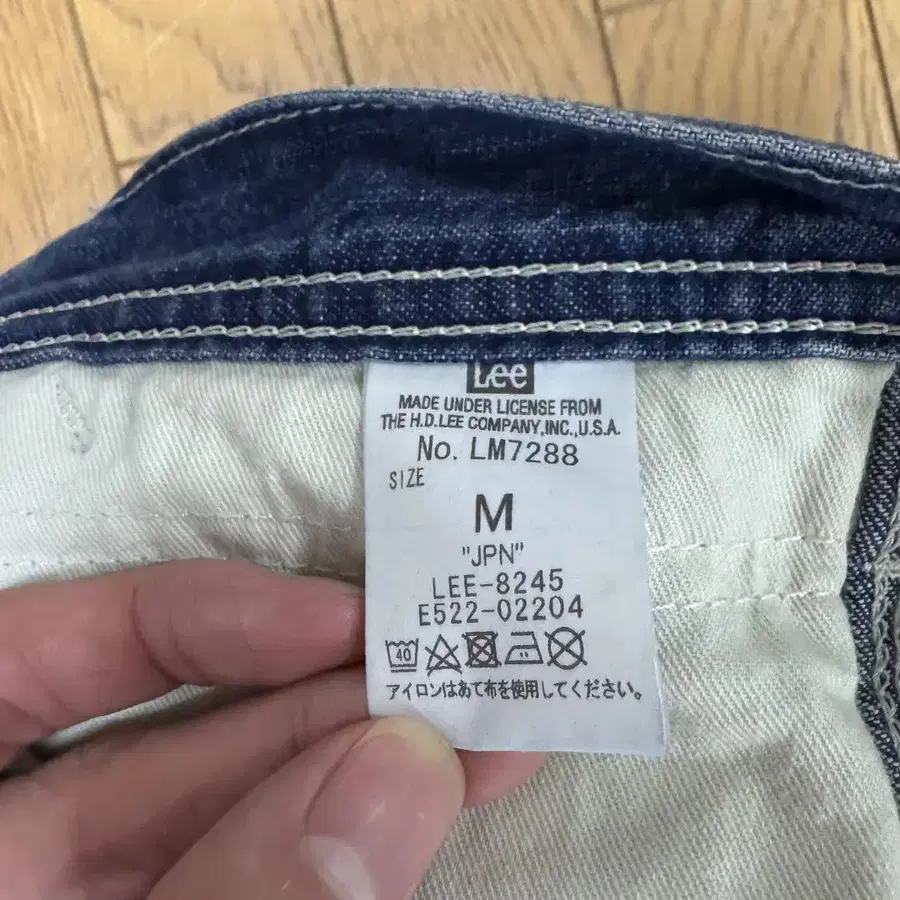 Lee
MADE UNDER LICENSE FROM
THE H.D.LEE COMPANY,INC.,U.S.A.
No. LM7288
SIZE
M
"JPN"
LEE-8245
E522-02204
40
アイロンはあて布を使用してください。